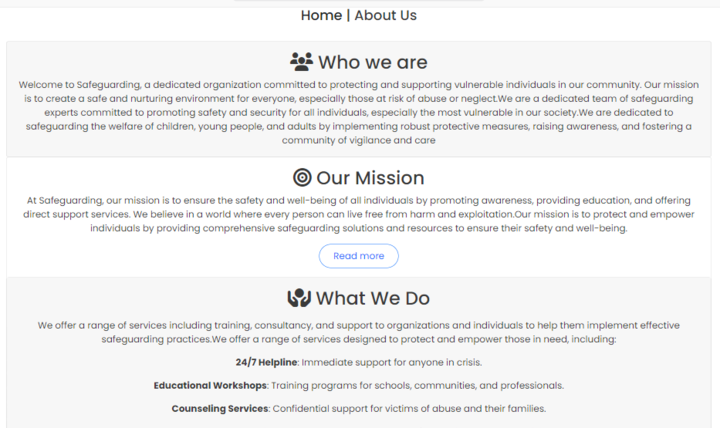 Home | About Us
Who we are
Welcome to Safeguarding, a dedicated organization committed to protecting and supporting vulnerable individuals in our community. Our mission
is to create a safe and nurturing environment for everyone, especially those at risk of abuse or neglect.We are a dedicated team of safeguarding
experts committed to promoting safety and security for all individuals, especially the most vulnerable in our society.We are dedicated to
safeguarding the welfare of children, young people, and adults by implementing robust protective measures, raising awareness, and fostering a
community of vigilance and care
Our Mission
At Safeguarding, our mission is to ensure the safety and well-being of all individuals by promoting awareness, providing education, and offering
direct support services. We believe in a world where every person can live free from harm and exploitation.Our mission is to protect and empower
individuals by providing comprehensive safeguarding solutions and resources to ensure their safety and well-being.
Read more
What We Do
We offer a range of services including training, consultancy, and support to organizations and individuals to help them implement effective
safeguarding practices.We offer a range of services designed to protect and empower those in need, including:
24/7 Helpline: Immediate support for anyone in crisis.
Educational Workshops: Training programs for schools, communities, and professionals.
Counseling Services: Confidential support for victims of abuse and their families.